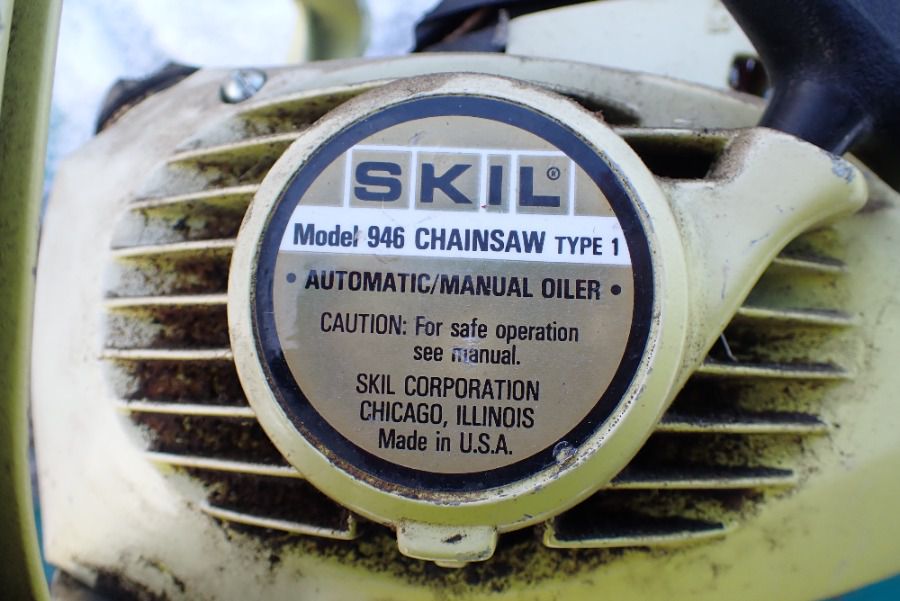 SKIL®
Model 946 CHAINSAW TYPE 1
• AUTOMATIC/MANUAL OILER •
CAUTION: For safe operation
see manual.
SKIL CORPORATION
CHICAGO, ILLINOIS
Made in U.S.A.